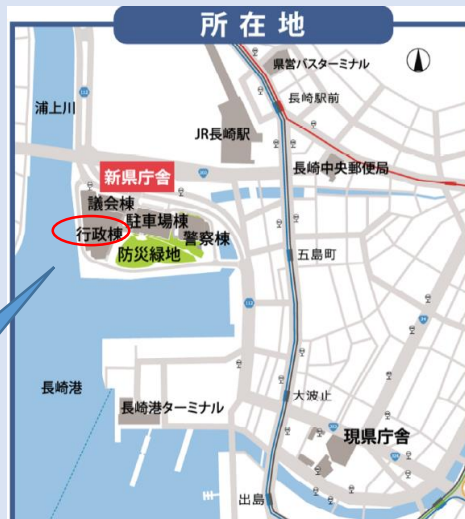 所在地
県営バスターミナル
長崎駅前
浦上川
JR長崎駅
長崎中央郵便局
新県庁舎
議会棟
駐車場棟
行政棟
警察棟
防災緑地
五島町
長崎港
大波止
長崎港ターミナル
現県庁舎
出島